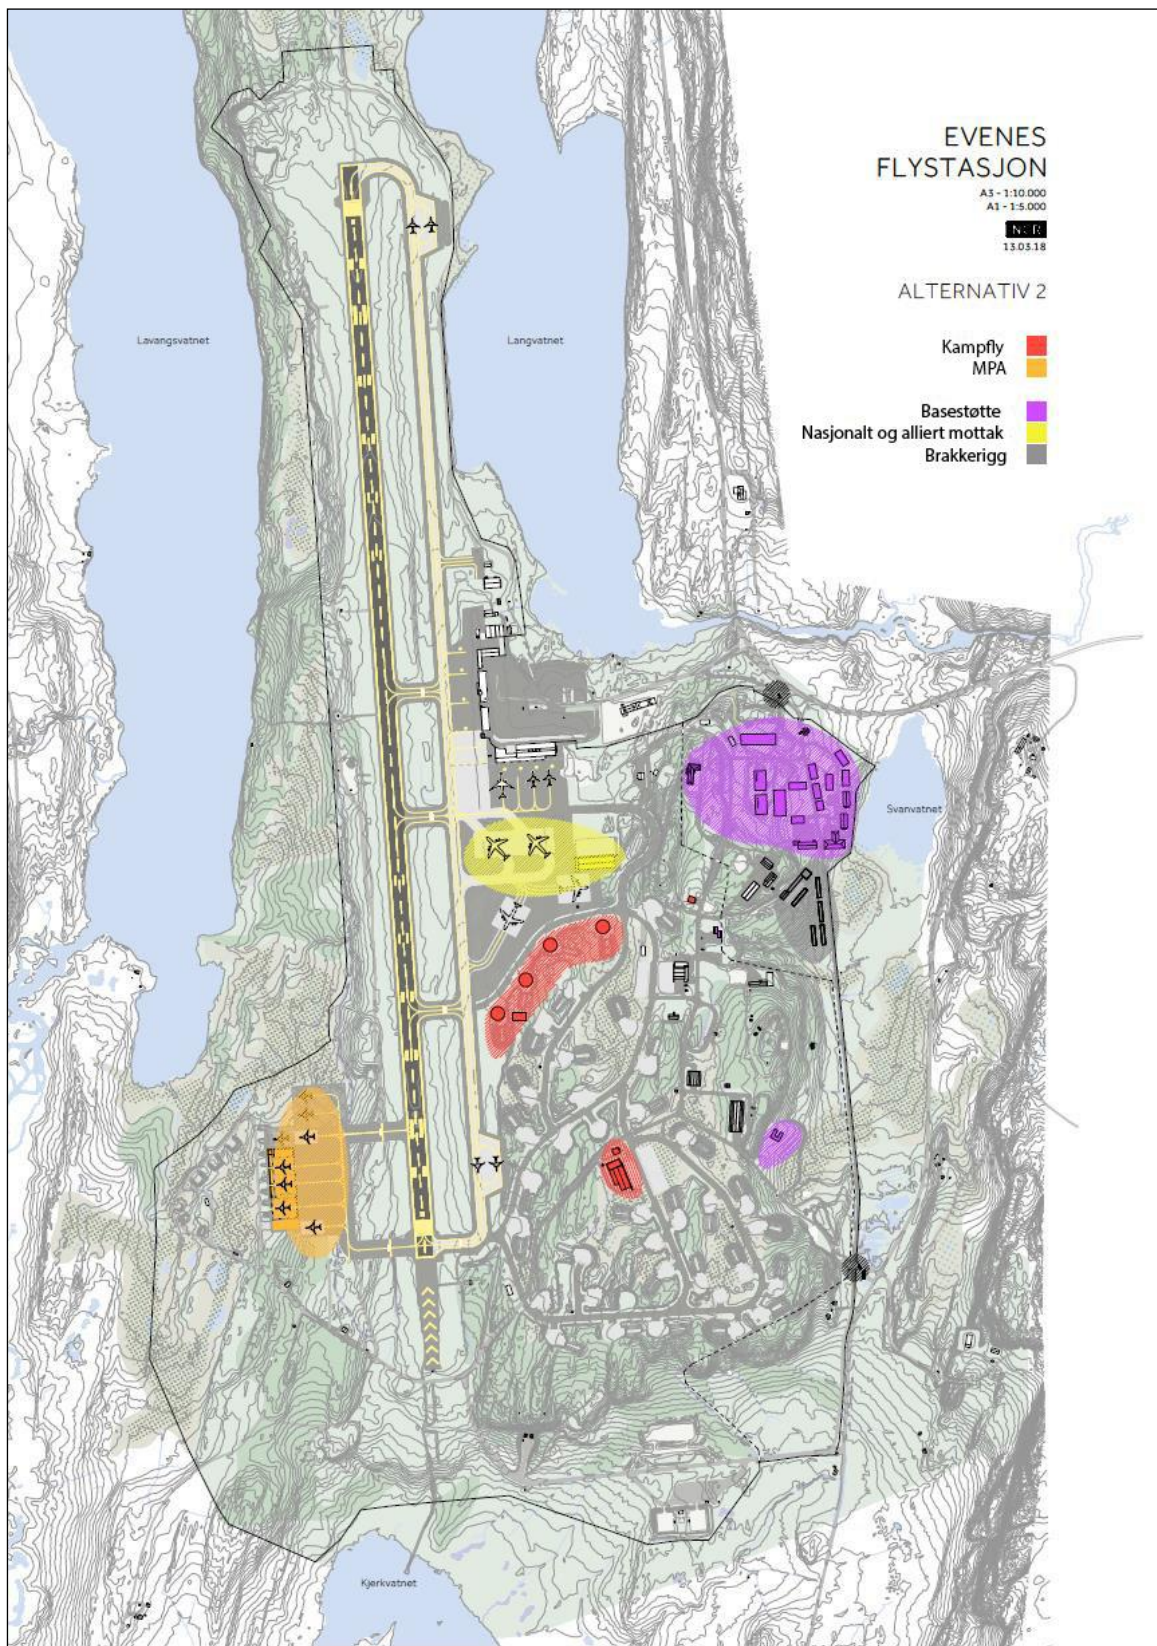 EVENES
FLYSTASJON
A3 - 1:10.000
A1 - 1:5.000
13.03.18
ALTERNATIV 2
Kampfly
MPA
Basestøtte
Nasjonalt og alliert mottak
Brakkerigg
Lavangsvatnet
Langvatnet
Svanvatnet
Kjerkvatnet